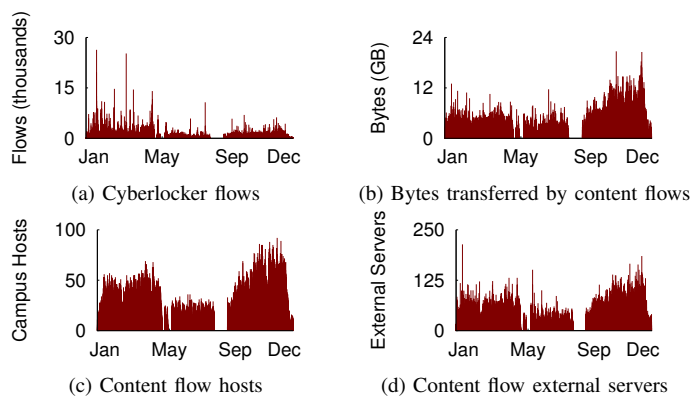 Flows (thousands)
30
15
0
Jan May Sep Dec
(a) Cyberlocker flows
Bytes (GB)
24
12
0
Jan May Sep Dec
(b) Bytes transferred by content flows
Campus Hosts
100
50
0
Jan May Sep Dec
(c) Content flow hosts
External Servers
250
125
0
Jan May Sep Dec
(d) Content flow external servers